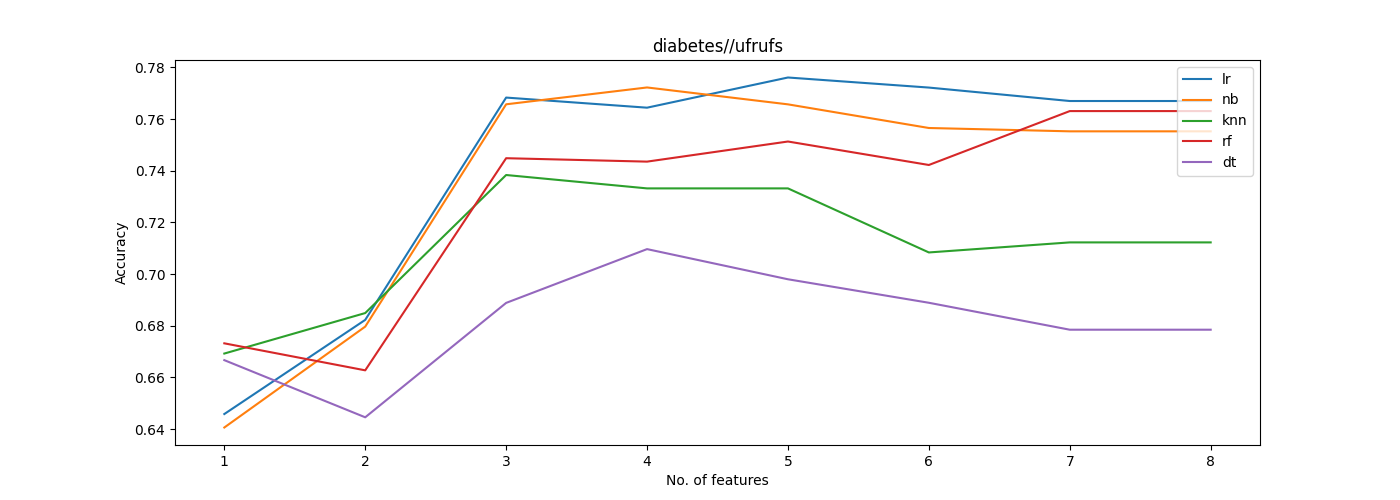 diabetes//ufrufs
0.78
0.76
0.74
0.72
0.70
0.68
0.66
0.64
Accuracy
lr
nb
knn
rf
dt
1 2 3 4 5 6 7 8
No. of features